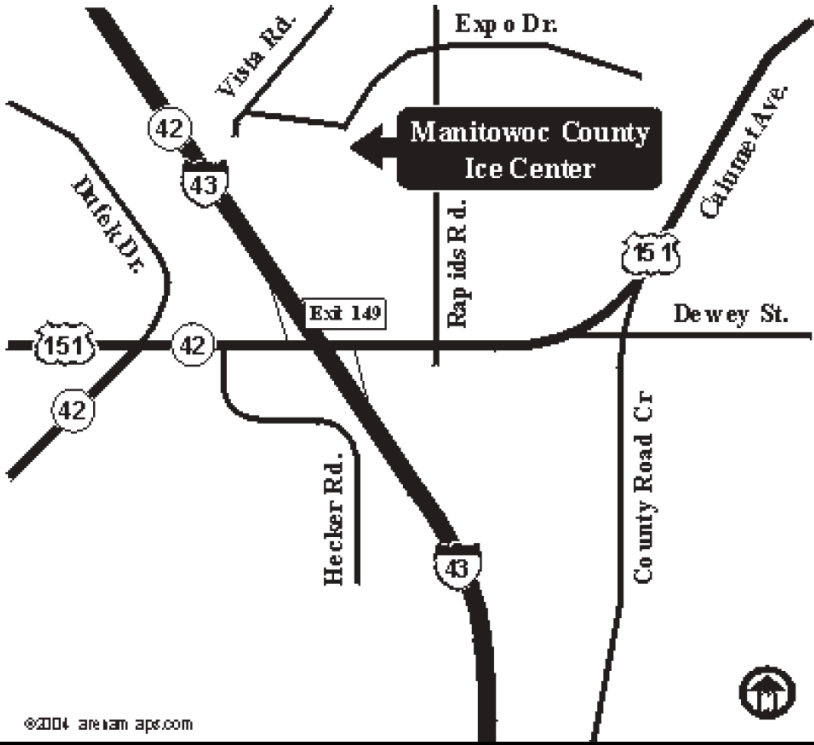 Expo Dr.
Vista Rd.
42
Manitowoc County
Ice Center
Calumet Ave.
43
Dufek Dr.
Rapids Rd.
151
Exit 149
Dewey St.
151
42
42
County Road Cr
Hecker Rd.
43
©2004 arenamaps.com